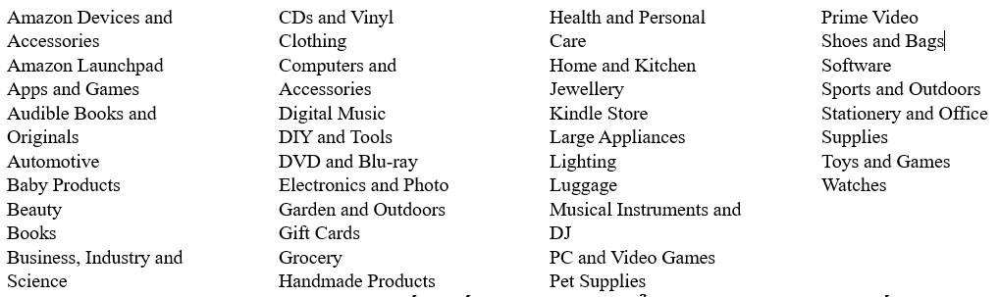 Amazon Devices and
Accessories
Amazon Launchpad
Apps and Games
Audible Books and
Originals
Automotive
Baby Products
Beauty
Books
Business, Industry and
Science
CDs and Vinyl
Clothing
Computers and
Accessories
Digital Music
DIY and Tools
DVD and Blu-ray
Electronics and Photo
Garden and Outdoors
Gift Cards
Grocery
Handmade Products
Health and Personal
Care
Home and Kitchen
Jewellery
Kindle Store
Large Appliances
Lighting
Luggage
Musical Instruments and
DJ
PC and Video Games
Pet Supplies
Prime Video
Shoes and Bags
Software
Sports and Outdoors
Stationery and Office
Supplies
Toys and Games
Watches